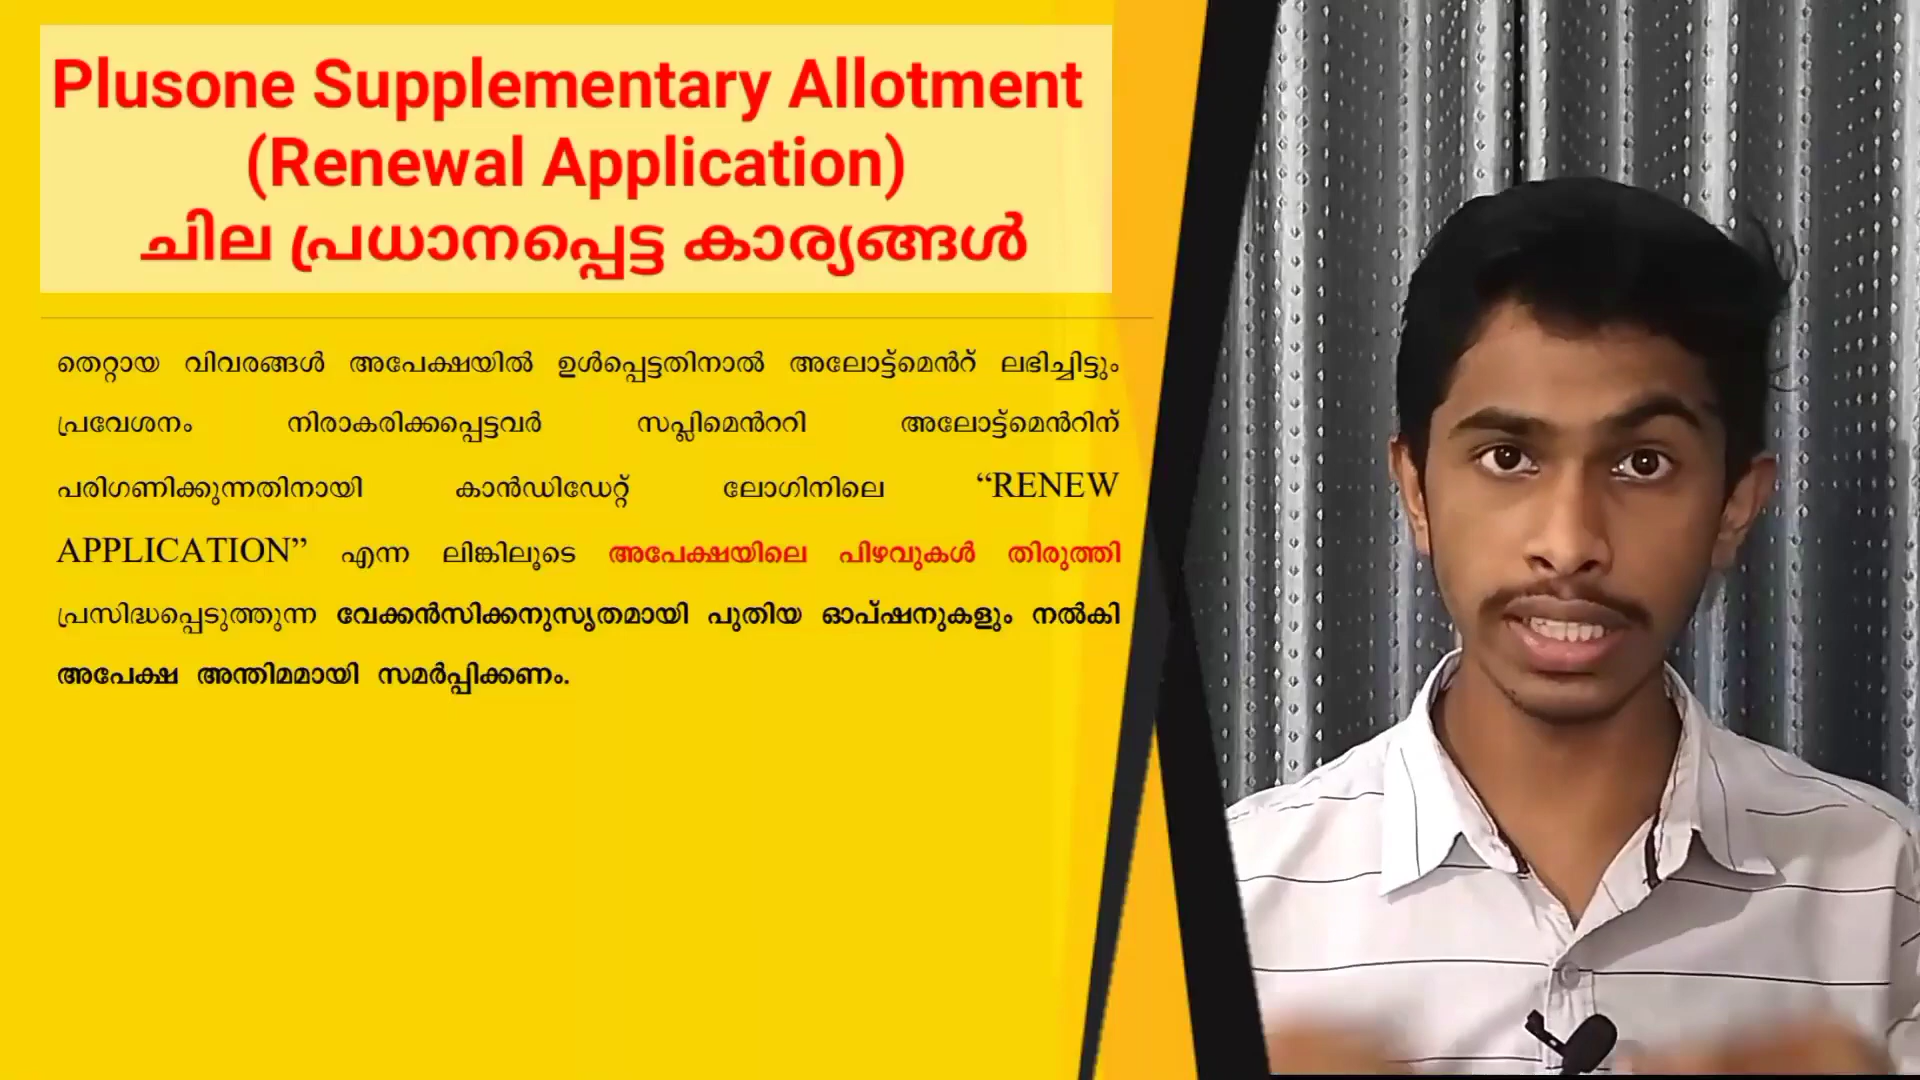 Plusone Supplementary Allotment
(Renewal Application)
ചില പ്രധാനപ്പെട്ട കാര്യങ്ങൾ
തെറ്റായ വിവരങ്ങൾ അപേക്ഷയിൽ ഉൾപ്പെട്ടതിനാൽ അലോട്ട്മെൻറ് ലഭിച്ചിട്ടും
പ്രവേശനം നിരാകരിക്കപ്പെട്ടവർ സപ്ലിമെൻററി അലോട്ട്മെൻറിന്
പരിഗണിക്കുന്നതിനായി കാൻഡിഡേറ്റ് ലോഗിനിലെ “RENEW
APPLICATION” എന്ന ലിങ്കിലൂടെ അപേക്ഷയിലെ പിഴവുകൾ തിരുത്തി
പ്രസിദ്ധപ്പെടുത്തുന്ന വേക്കൻസിക്കനുസൃതമായി പുതിയ ഓപ്ഷനുകളും നൽകി
അപേക്ഷ അന്തിമമായി സമർപ്പിക്കണം.